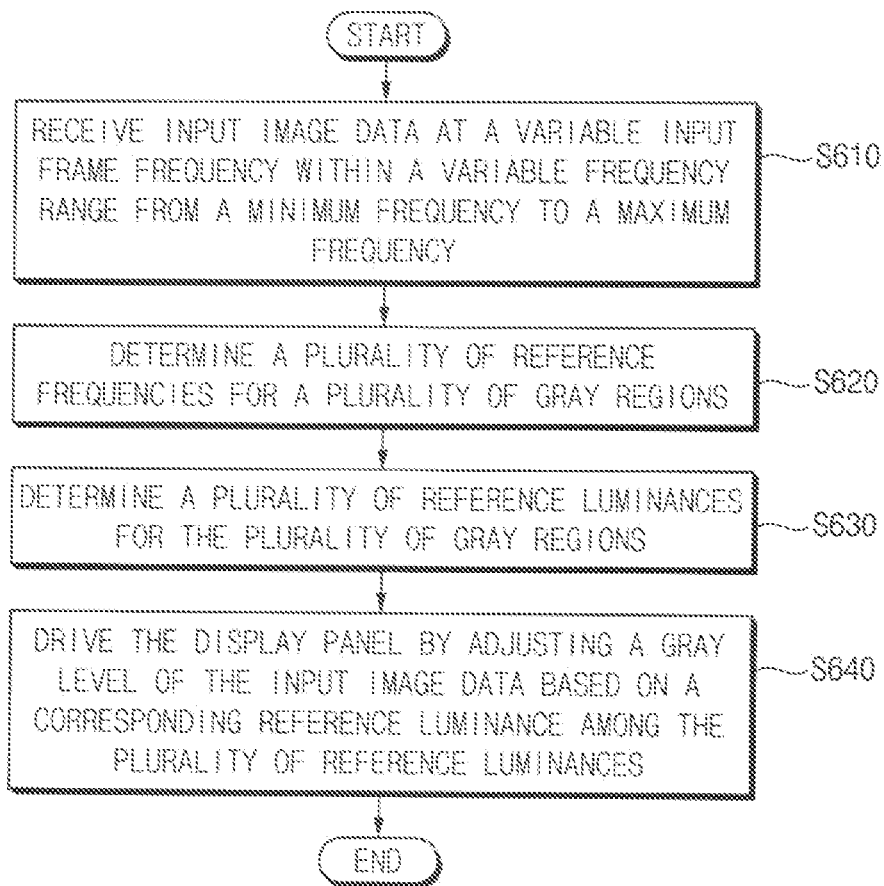 START
RECEIVE INPUT IMAGE DATA AT A VARIABLE INPUT
FRAME FREQUENCY WITHIN A VARIABLE FREQUENCY
RANGE FROM A MINIMUM FREQUENCY TO A MAXIMUM
FREQUENCY
S610
DETERMINE A PLURALITY OF REFERENCE
FREQUENCIES FOR A PLURALITY OF GRAY REGIONS
S620
DETERMINE A PLURALITY OF REFERENCE LUMINANCES
FOR THE PLURALITY OF GRAY REGIONS
S630
DRIVE THE DISPLAY PANEL BY ADJUSTING A GRAY
LEVEL OF THE INPUT IMAGE DATA BASED ON A
CORRESPONDING REFERENCE LUMINANCE AMONG THE
PLURALITY OF REFERENCE LUMINANCES
S640
END